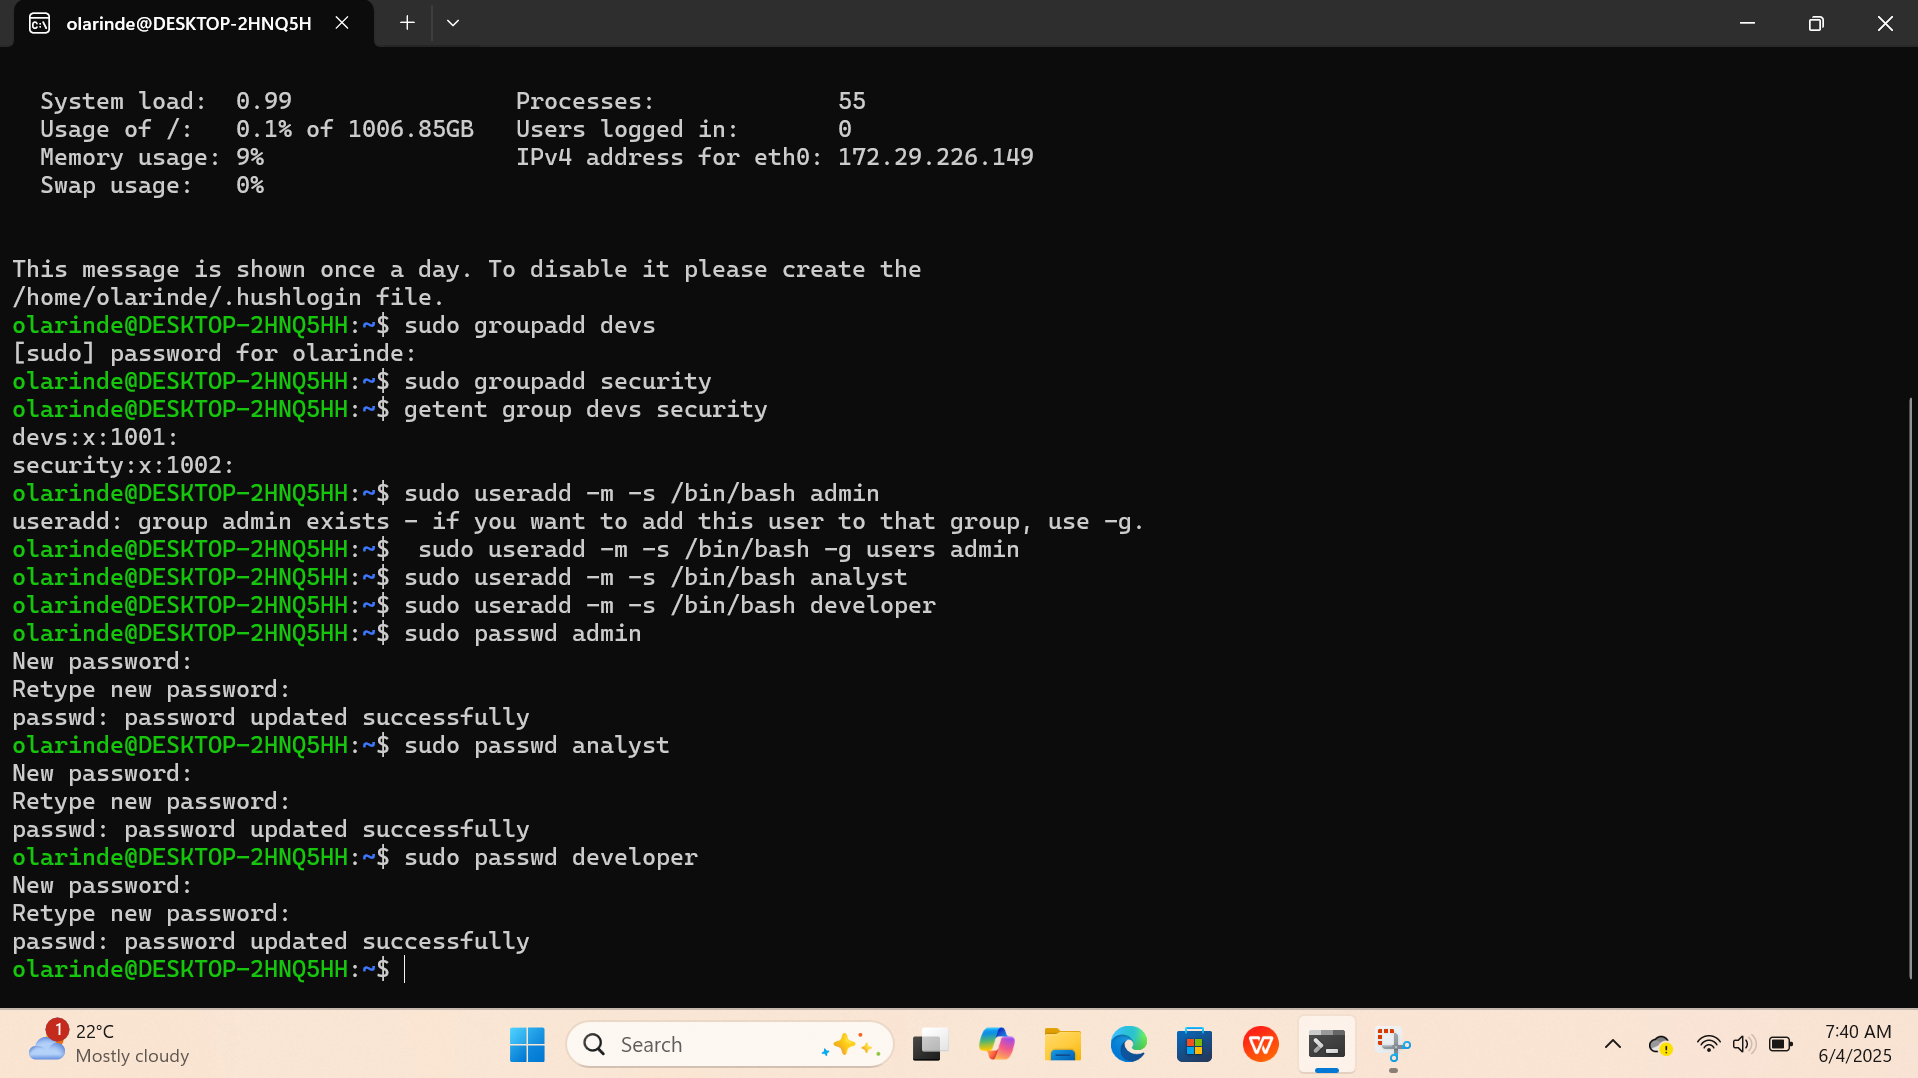 olarinde@DESKTOP-2HNQ5H
System load: 0.99 Processes: 55
Usage of /: 0.1% of 1006.85GB Users logged in: 0
Memory usage: 9% IPv4 address for eth0: 172.29.226.149
Swap usage: 0%
This message is shown once a day. To disable it please create the
/home/olarinde/.hushlogin file.
olarinde@DESKTOP-2HNQ5HH:~$ sudo groupadd devs
[sudo] password for olarinde:
olarinde@DESKTOP-2HNQ5HH:~$ sudo groupadd security
olarinde@DESKTOP-2HNQ5HH:~$ getent group devs security
devs:x:1001:
security:x:1002:
olarinde@DESKTOP-2HNQ5HH:~$ sudo useradd -m -s /bin/bash admin
useradd: group admin exists - if you want to add this user to that group, use -g.
olarinde@DESKTOP-2HNQ5HH:~$  sudo useradd -m -s /bin/bash -g users admin
olarinde@DESKTOP-2HNQ5HH:~$ sudo useradd -m -s /bin/bash analyst
olarinde@DESKTOP-2HNQ5HH:~$ sudo useradd -m -s /bin/bash developer
olarinde@DESKTOP-2HNQ5HH:~$ sudo passwd admin
New password:
Retype new password:
passwd: password updated successfully
olarinde@DESKTOP-2HNQ5HH:~$ sudo passwd analyst
New password:
Retype new password:
passwd: password updated successfully
olarinde@DESKTOP-2HNQ5HH:~$ sudo passwd developer
New password:
Retype new password:
passwd: password updated successfully
olarinde@DESKTOP-2HNQ5HH:~$
1
22°C
Mostly cloudy
Search
7:40 AM
6/4/2025